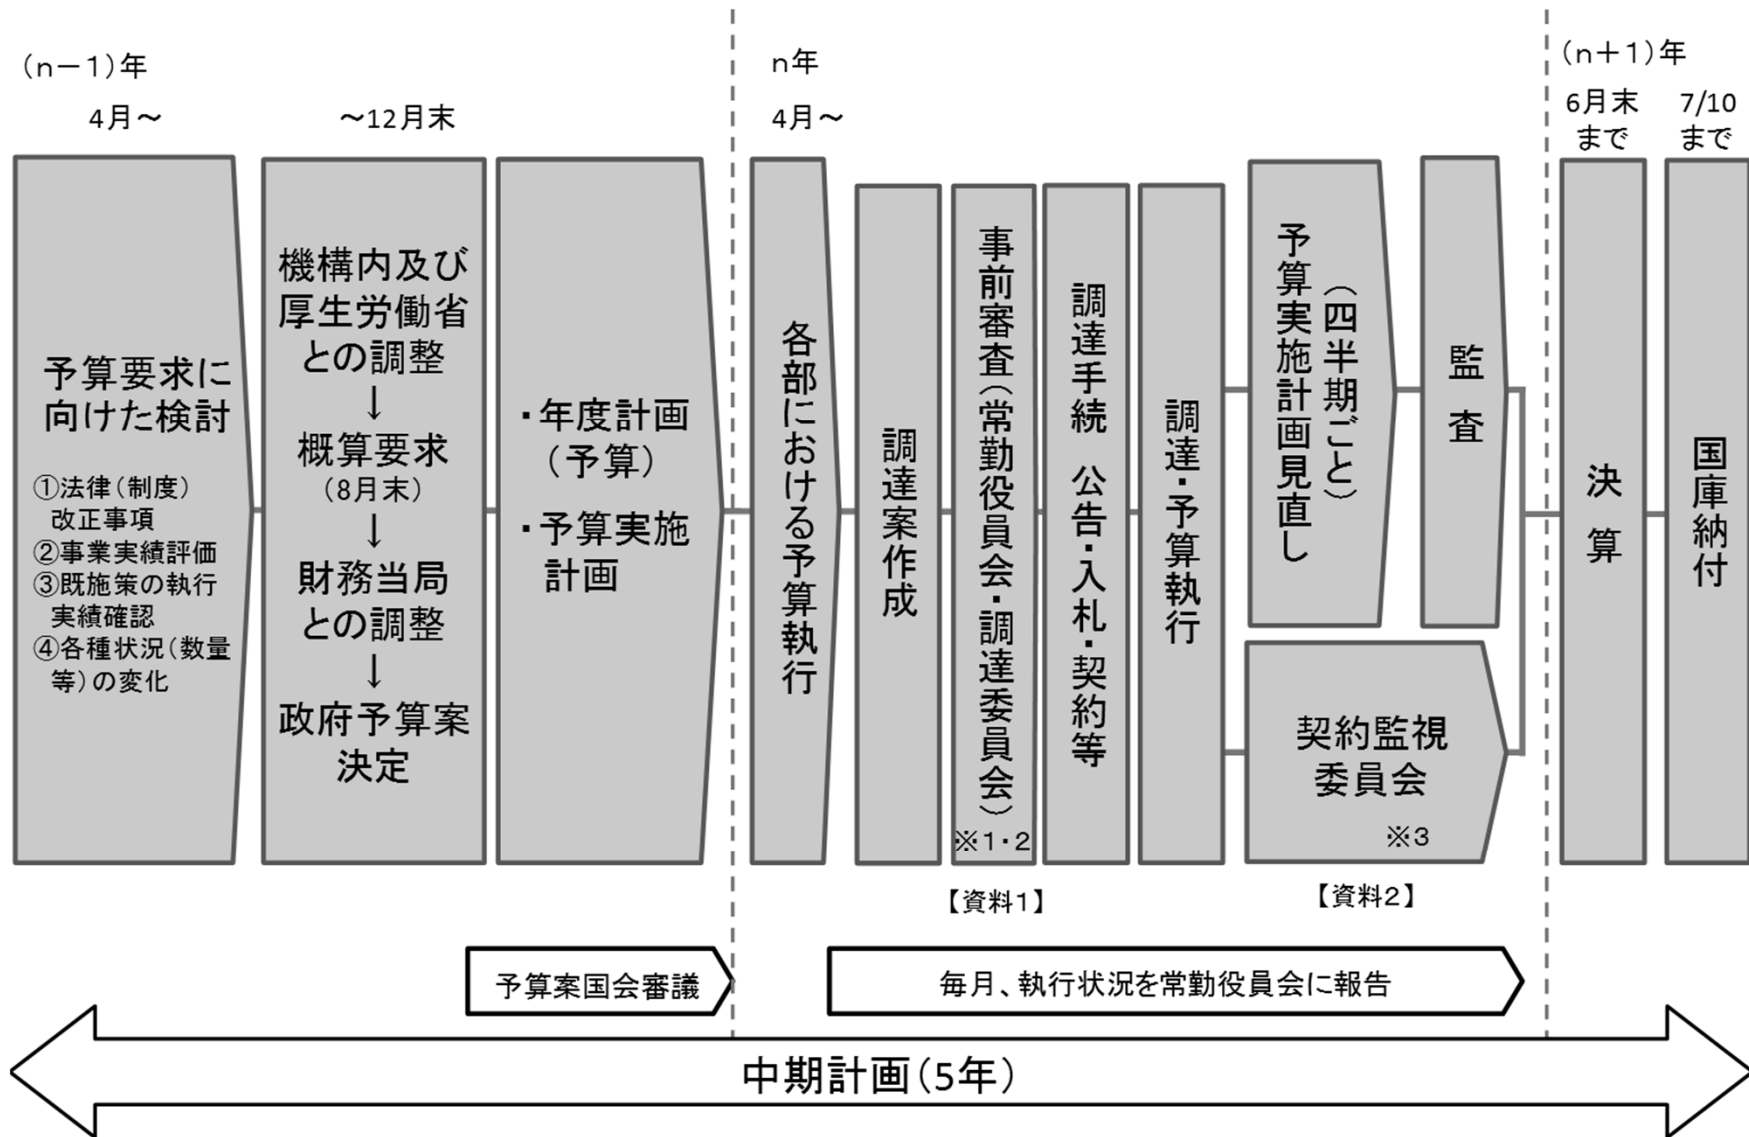 (n－1)年
4月～
～12月末
n年
4月～
(n＋1)年
6月末
まで
7/10
まで
予算要求に
向けた検討
①法律（制度）
改正事項
②事業実績評価
③既施策の執行
実績確認
④各種状況（数量
等）の変化
機構内及び
厚生労働省
との調整
↓
概算要求
（8月末）
↓
財務当局
との調整
↓
政府予算案
決定
・年度計画
（予算）
・予算実施
計画
各部における予算執行
調達案作成
事前審査（常勤役員会・調達委員会）
※1・2
調達手続 公告・入札・契約等
調達・予算執行
予算実施計画見直し
（四半期ごと）
監査
契約監視
委員会
※3
決算
国庫納付
【資料1】
【資料2】
予算案国会審議
毎月、執行状況を常勤役員会に報告
中期計画（5年）